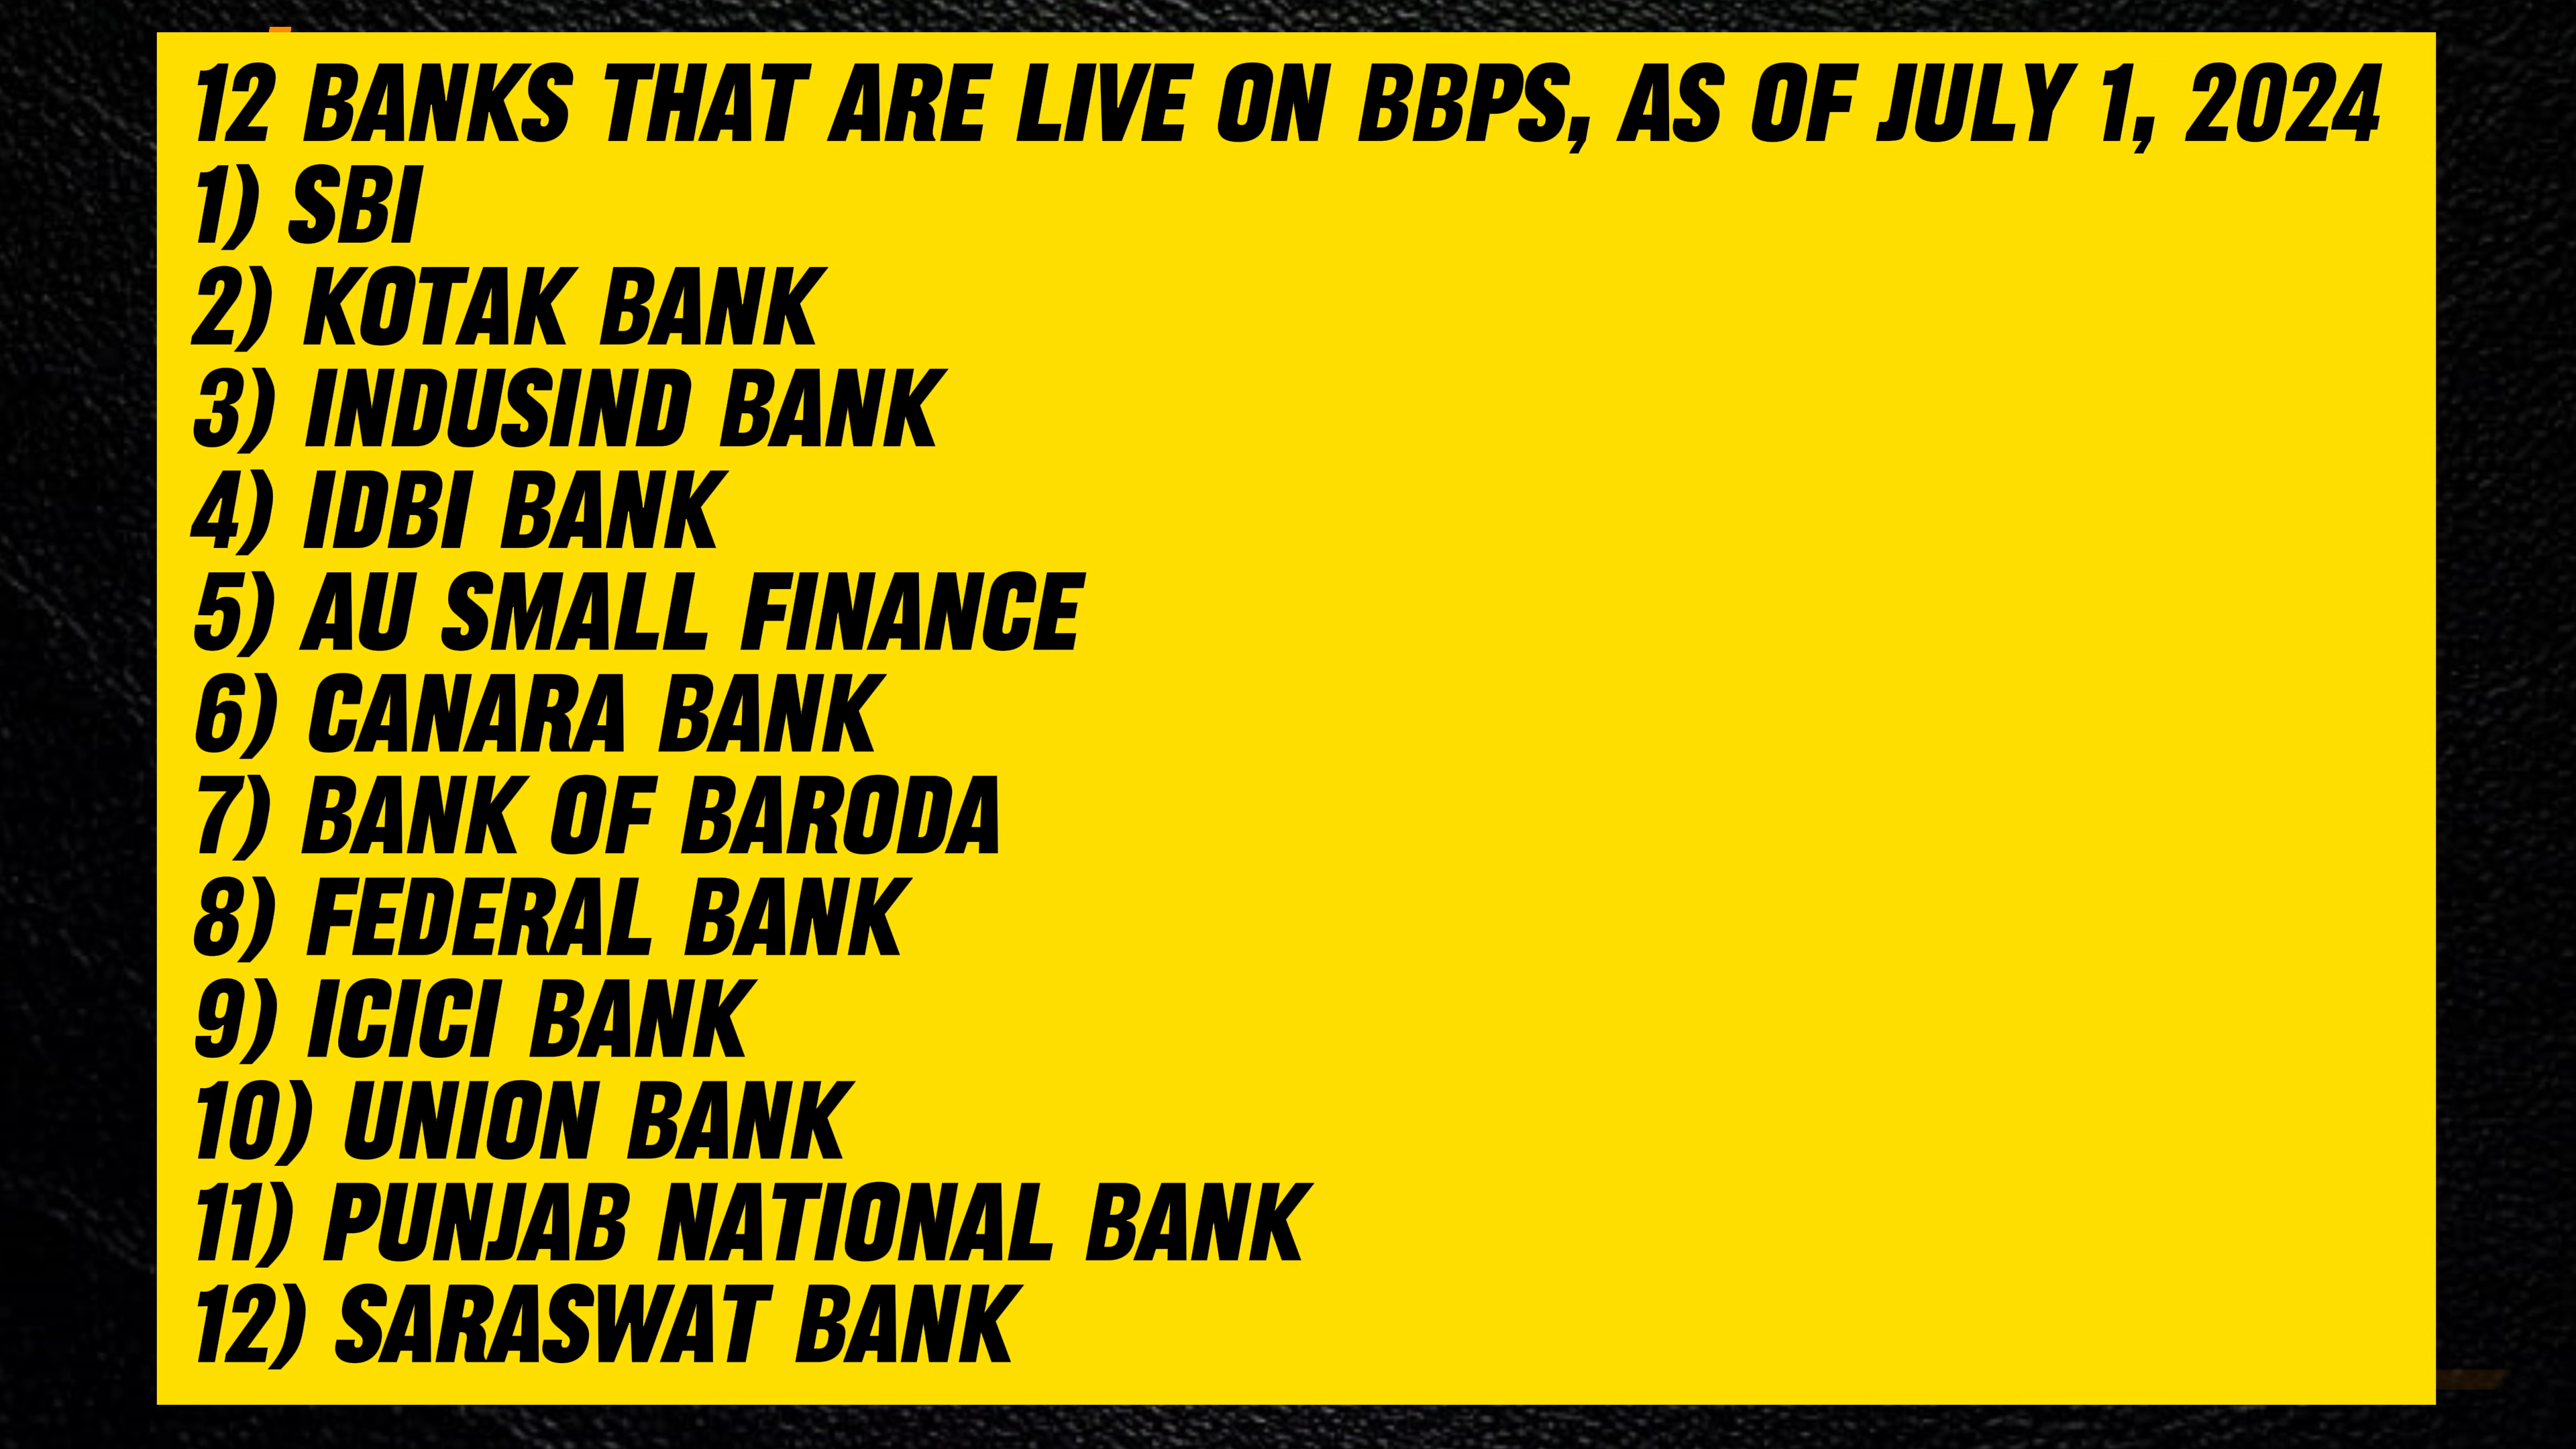 12 BANKS THAT ARE LIVE ON BBPS, AS OF JULY 1, 2024
1) SBI
2) KOTAK BANK
3) INDUSIND BANK
4) IDBI BANK
5) AU SMALL FINANCE
6) CANARA BANK
7) BANK OF BARODA
8) FEDERAL BANK
9) ICICI BANK
10) UNION BANK
11) PUNJAB NATIONAL BANK
12) SARASWAT BANK